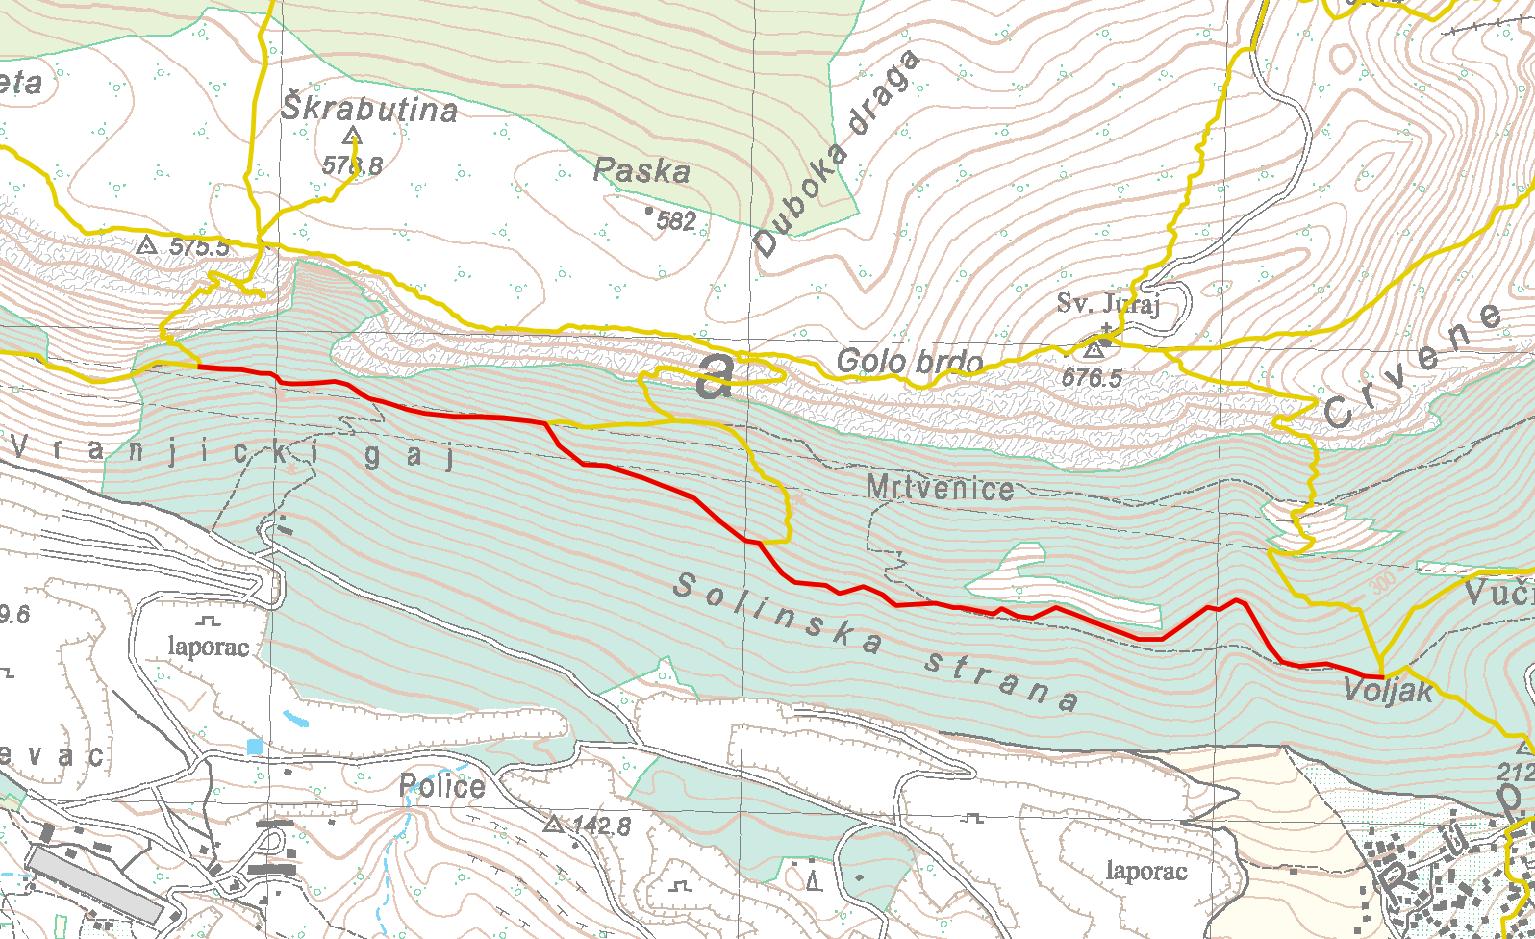 eta
Škrabutina
578.8
Paska
582
Duboka draga
575.5
Sv. Juraj
676.5
Golo brdo
a
Crvene
Vranjicki gaj
Mrtvenice
300
Solinska strana
Voljak
212
9.6
laporac
evac
Police
142.8
laporac